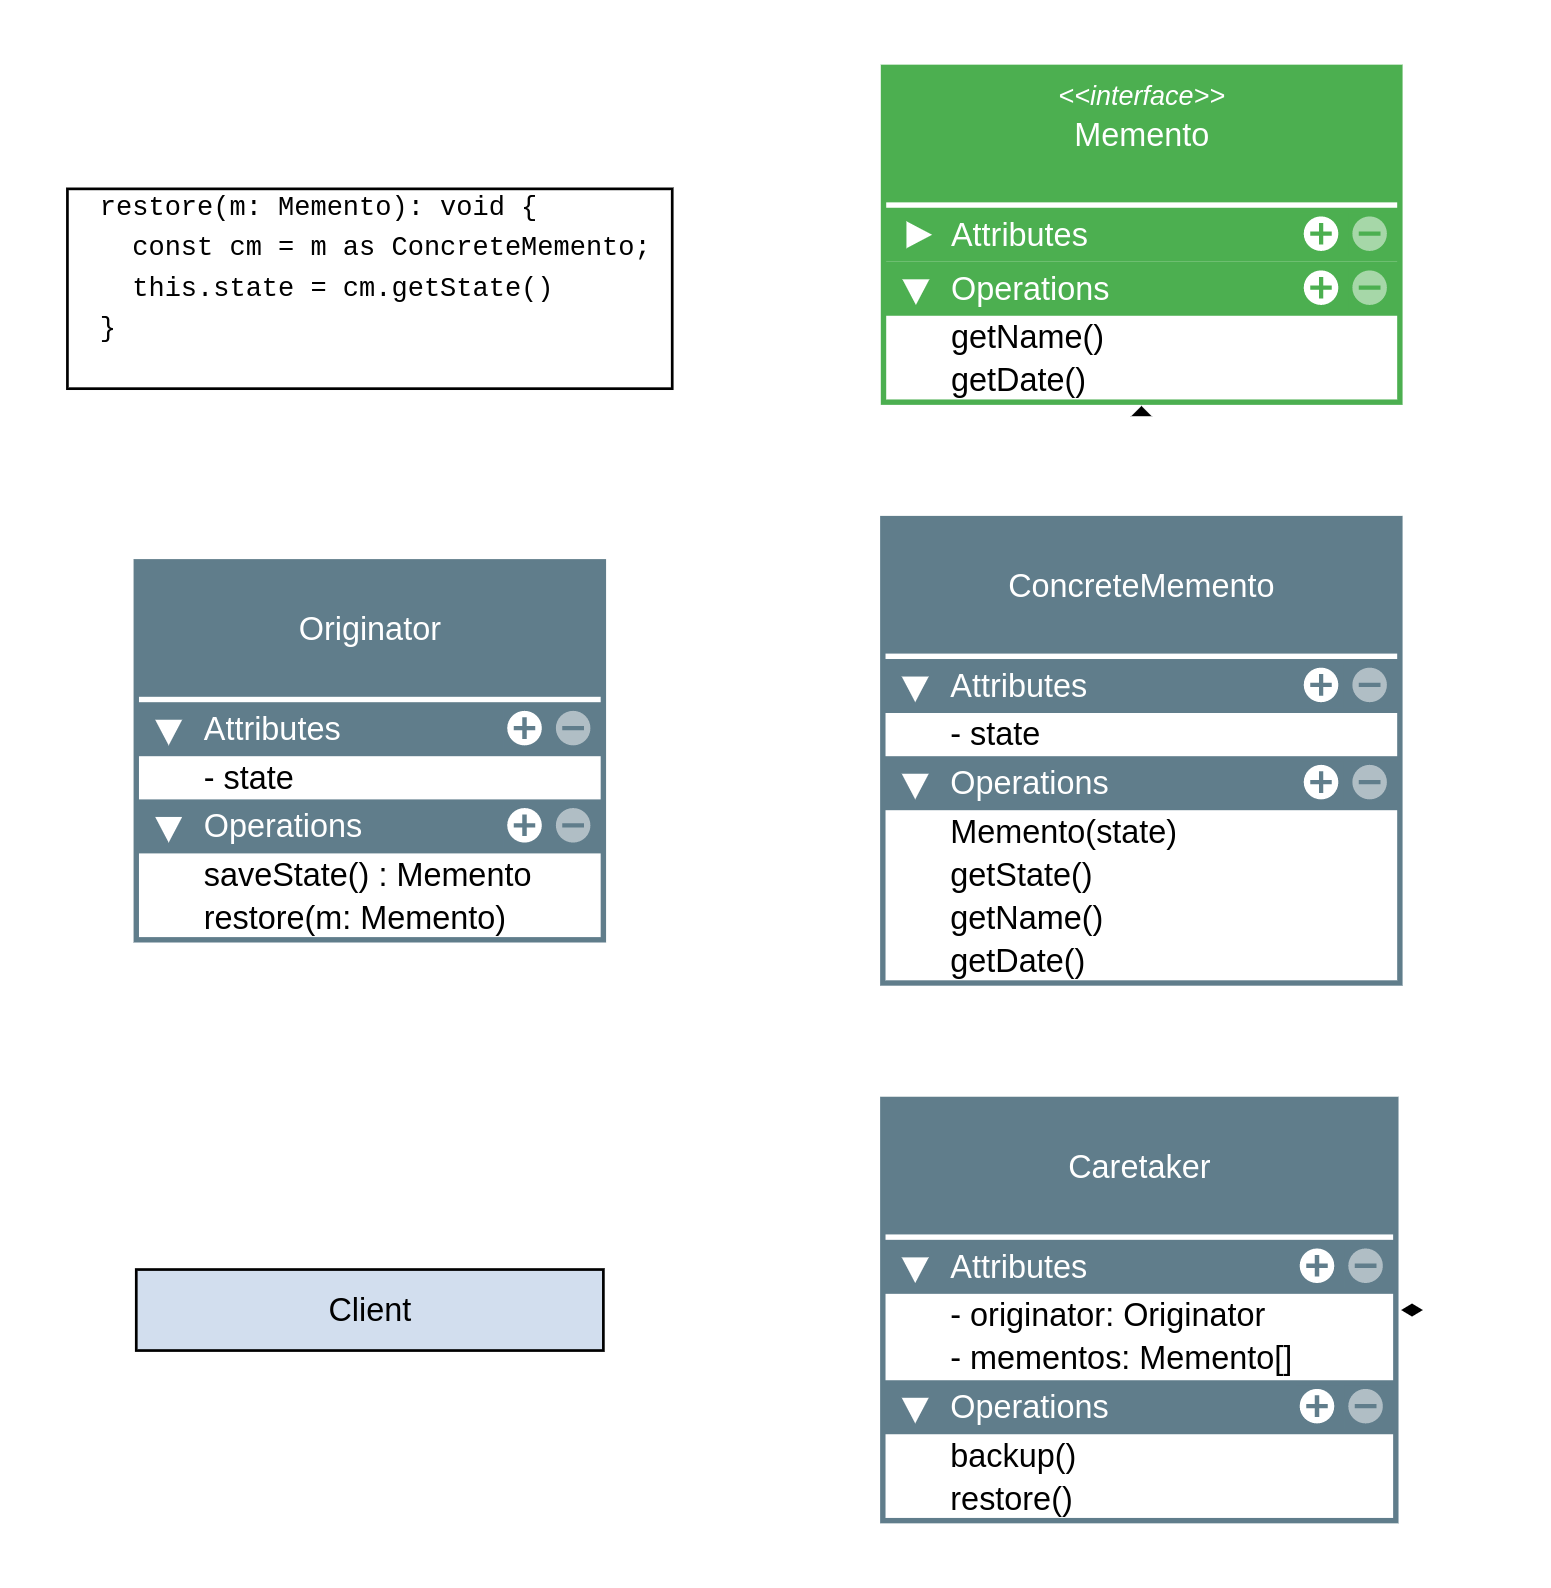 restore(m: Memento): void {
  const cm = m as ConcreteMemento;
  this.state = cm.getState()
}
<<interface>>
Memento
Attributes
Operations
getName()
getDate()
Originator
Attributes
- state
Operations
saveState() : Memento
restore(m: Memento)
ConcreteMemento
Attributes
- state
Operations
Memento(state)
getState()
getName()
getDate()
Client
Caretaker
Attributes
- originator: Originator
- mementos: Memento[]
Operations
backup()
restore()